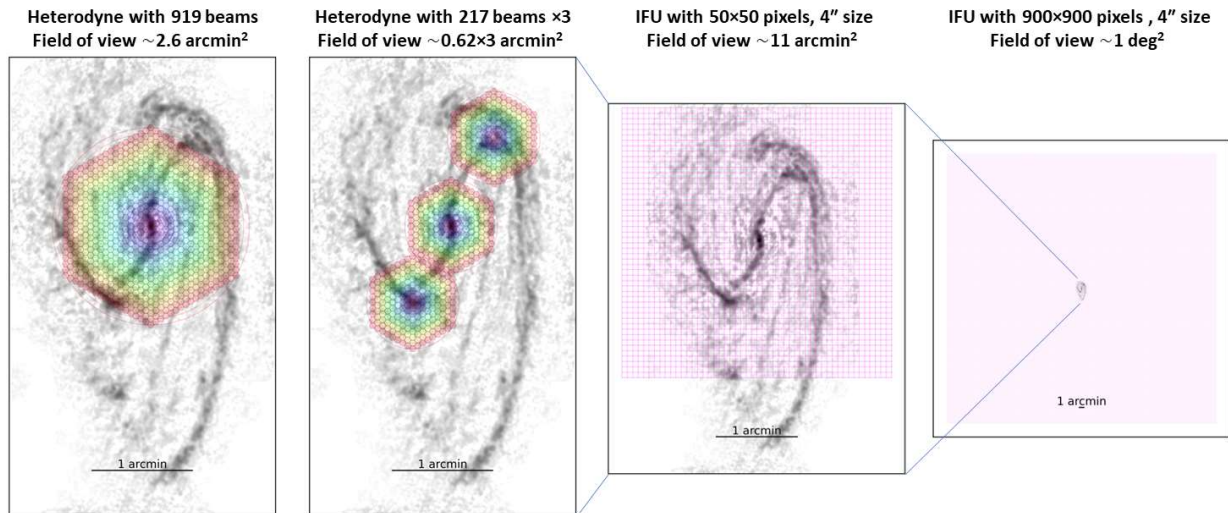 Heterodyne with 919 beams
Field of view ~2.6 arcmin²
Heterodyne with 217 beams ×3
Field of view ~0.62×3 arcmin²
IFU with 50×50 pixels, 4″ size
Field of view ~11 arcmin²
IFU with 900×900 pixels , 4″ size
Field of view ~1 deg²
1 arcmin
1 arcmin
1 arcmin
1 arcmin